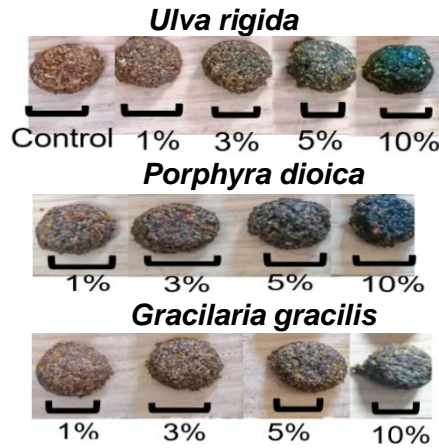 Ulva rigida
Control 1% 3% 5% 10%
Porphyra dioica
1% 3% 5% 10%
Gracilaria gracilis
1% 3% 5% 10%